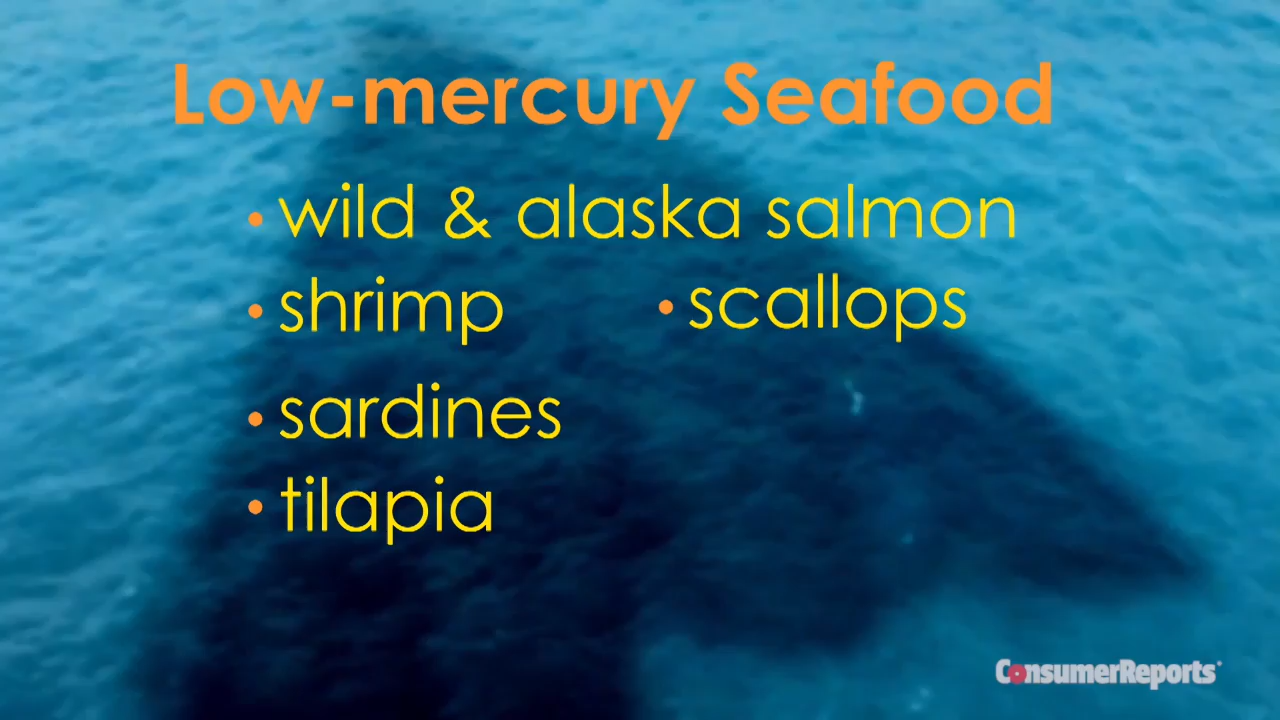 Low-mercury Seafood
• wild & alaska salmon
• shrimp • scallops
• sardines
• tilapia
ConsumerReports